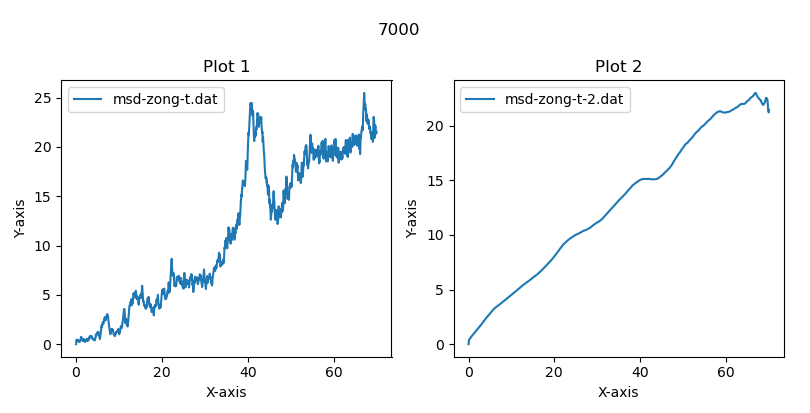 7000
Plot 1
msd-zong-t.dat
Y-axis
25
20
15
10
5
0
0 20 40 60
X-axis
Plot 2
msd-zong-t-2.dat
Y-axis
20
15
10
5
0
0 20 40 60
X-axis